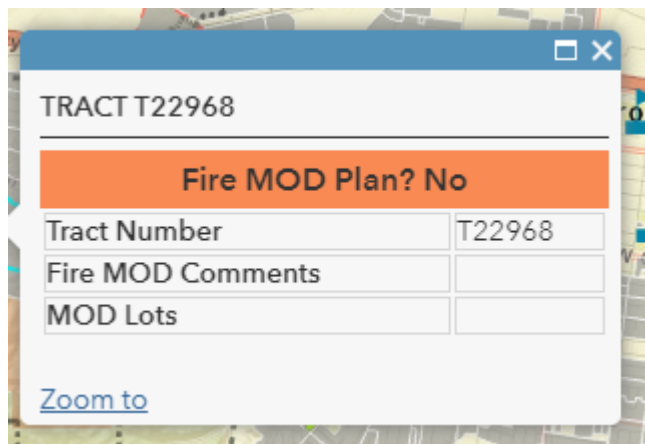 TRACT T22968
Fire MOD Plan? No
Tract Number T22968
Fire MOD Comments
MOD Lots
Zoom to